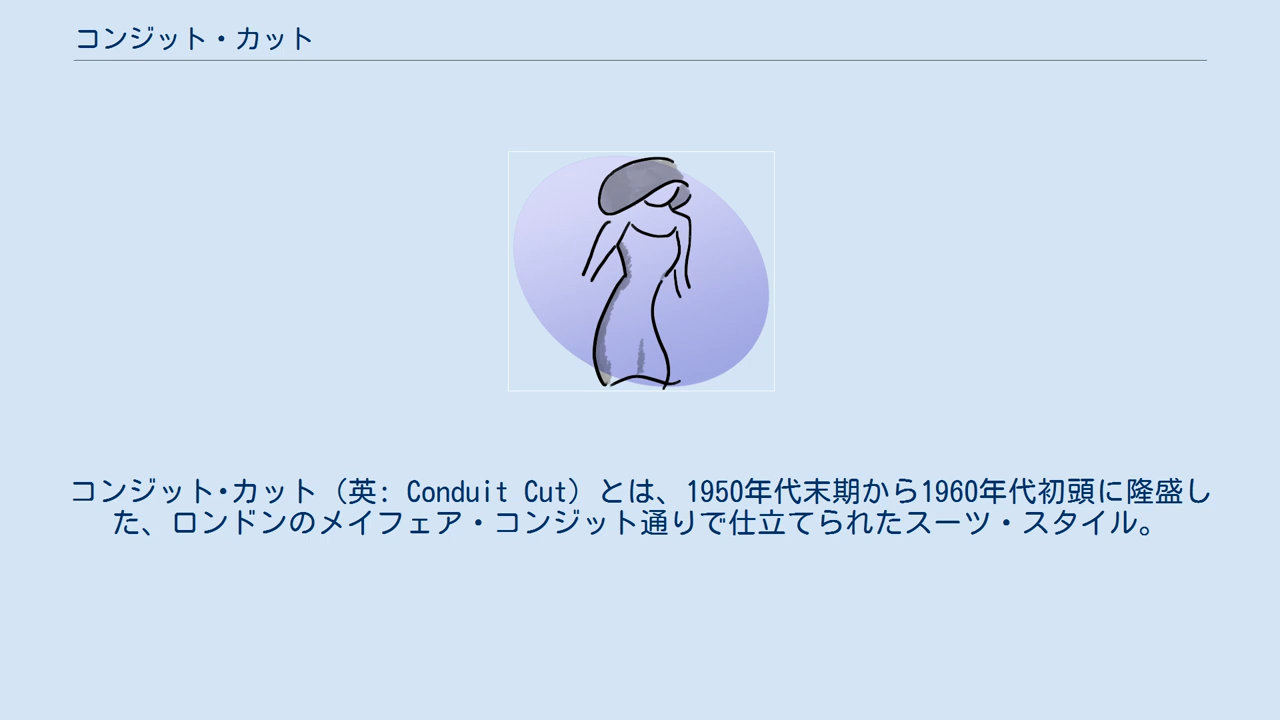 コンジット・カット
コンジット・カット（英: Conduit Cut）とは、1950年代末期から1960年代初頭に隆盛し
た、ロンドンのメイフェア・コンジット通りで仕立てられたスーツ・スタイル。